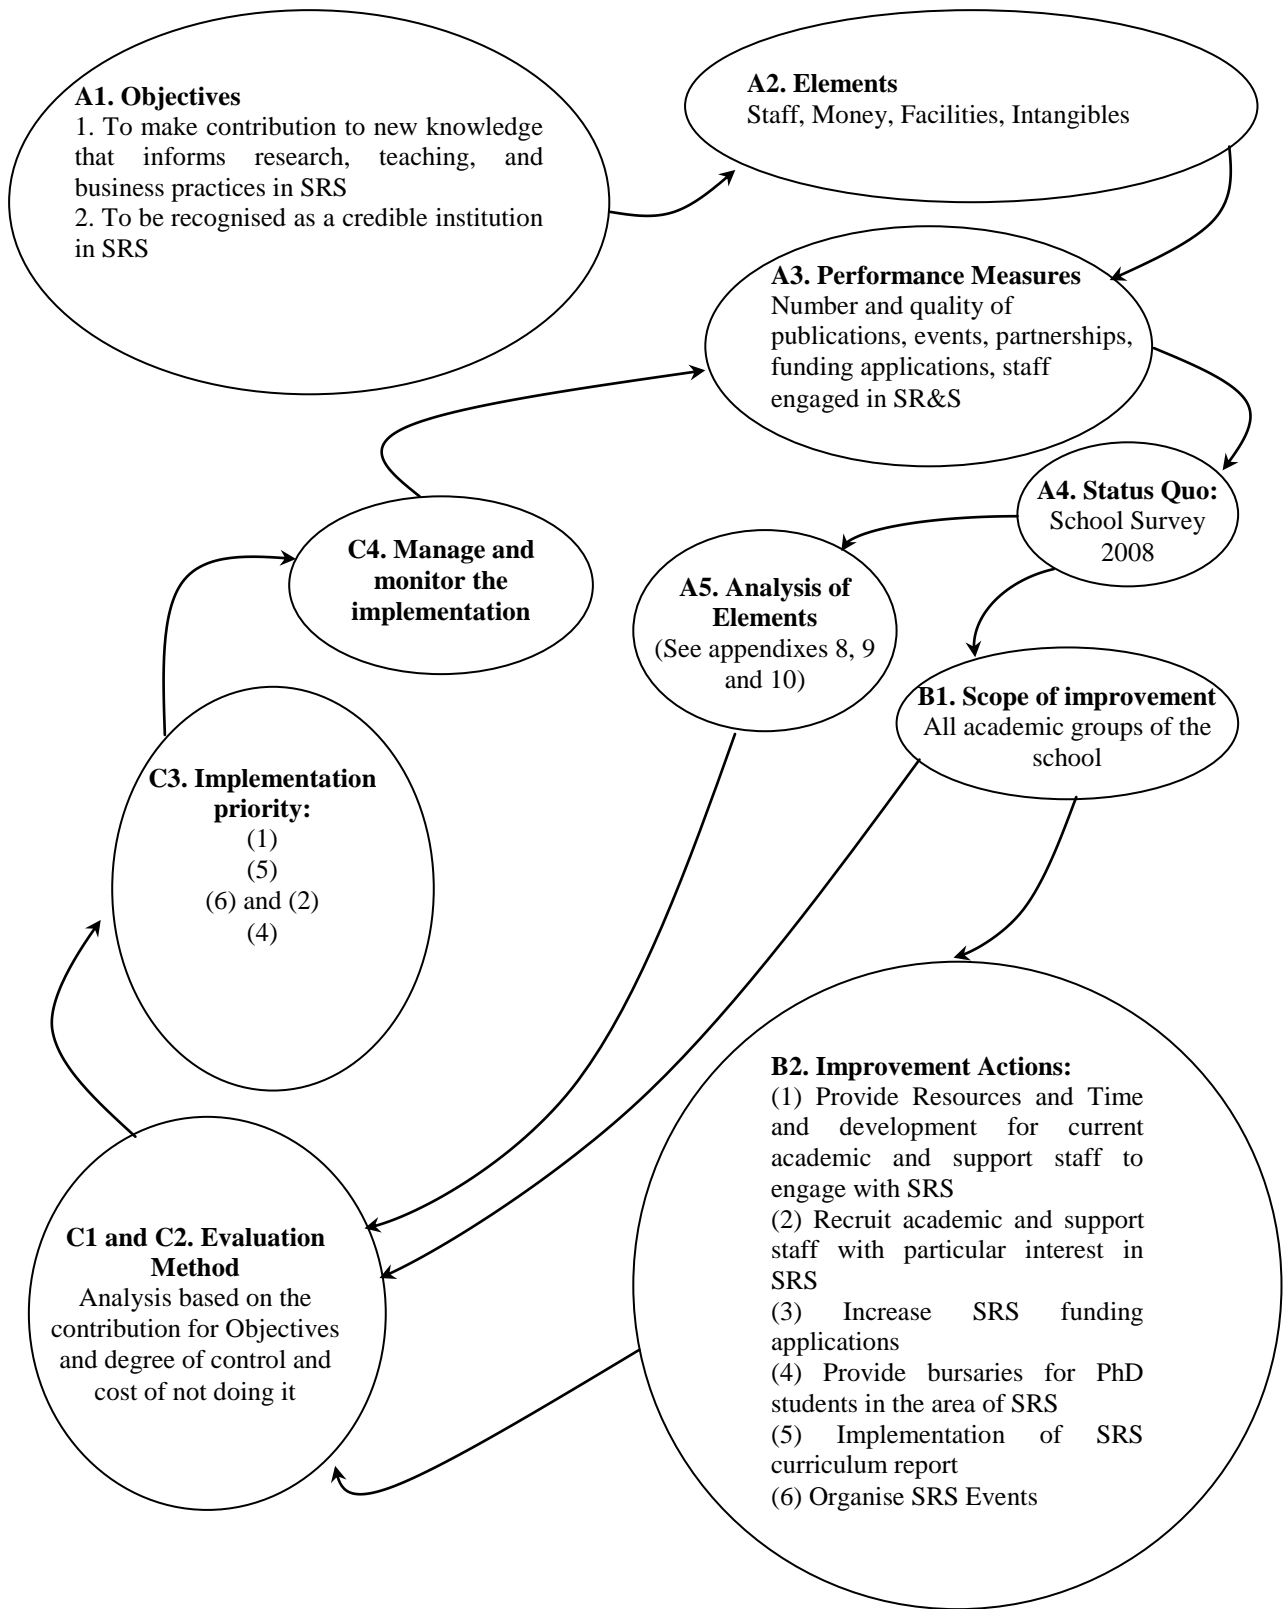 A1. Objectives
1. To make contribution to new knowledge
that informs research, teaching, and
business practices in SRS
2. To be recognised as a credible institution
in SRS
A2. Elements
Staff, Money, Facilities, Intangibles
A3. Performance Measures
Number and quality of
publications, events, partnerships,
funding applications, staff
engaged in SR&S
A4. Status Quo:
School Survey
2008
C4. Manage and
monitor the
implementation
A5. Analysis of
Elements
(See appendixes 8, 9
and 10)
B1. Scope of improvement
All academic groups of the
school
C3. Implementation
priority:
(1)
(5)
(6) and (2)
(4)
B2. Improvement Actions:
(1) Provide Resources and Time
and development for current
academic and support staff to
engage with SRS
(2) Recruit academic and support
staff with particular interest in
SRS
(3) Increase SRS funding
applications
(4) Provide bursaries for PhD
students in the area of SRS
(5) Implementation of SRS
curriculum report
(6) Organise SRS Events
C1 and C2. Evaluation
Method
Analysis based on the
contribution for Objectives
and degree of control and
cost of not doing it